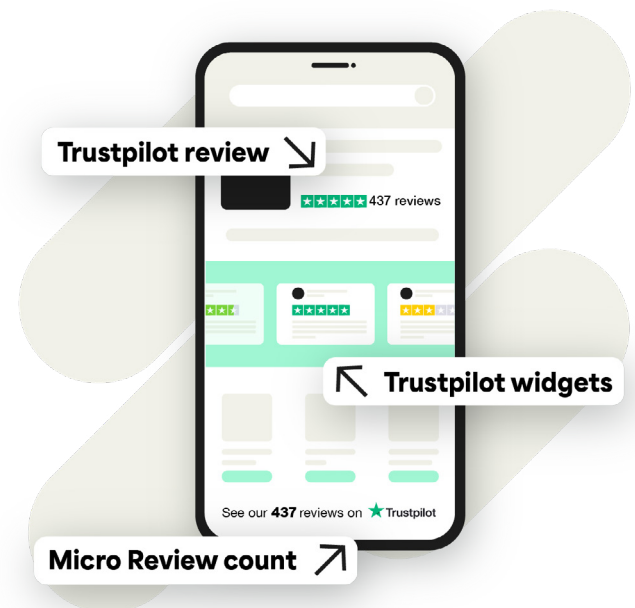 Trustpilot review
437 reviews
Trustpilot widgets
See our 437 reviews on Trustpilot
Micro Review count